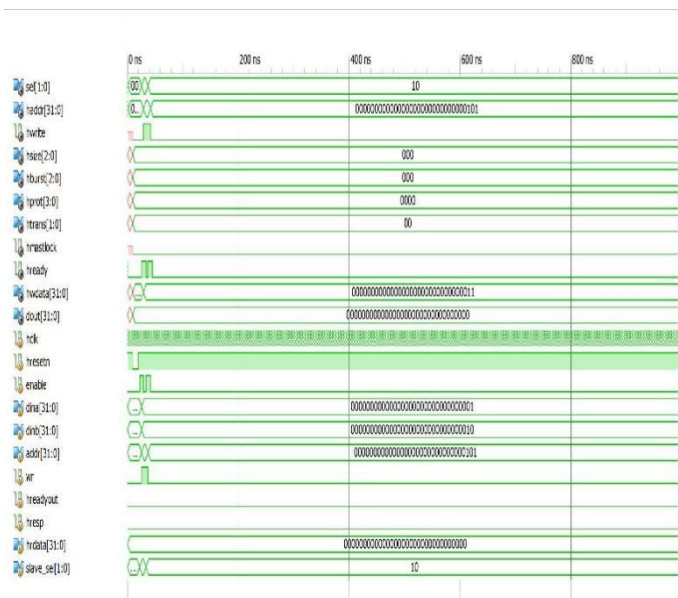 0 ns 200 ns 400 ns 600 ns 800 ns
sel[1:0] 00 10
haddr[31:0] 0... 00000000000000000000000000000101
hwrite
hsize[2:0] 000
hburst[2:0] 000
hprot[3:0] 0000
htrans[1:0] 00
hmastlock
hready
hwdata[31:0] ... 00000000000000000000000000000011
dout[31:0] 00000000000000000000000000000000
hclk
hresetn
enable
dina[31:0] ... 00000000000000000000000000000001
dinb[31:0] ... 00000000000000000000000000000010
addr[31:0] ... 00000000000000000000000000000101
wr
hreadyout
hresp
hrdata[31:0] 00000000000000000000000000000000
slave_sel[1:0] ... 10